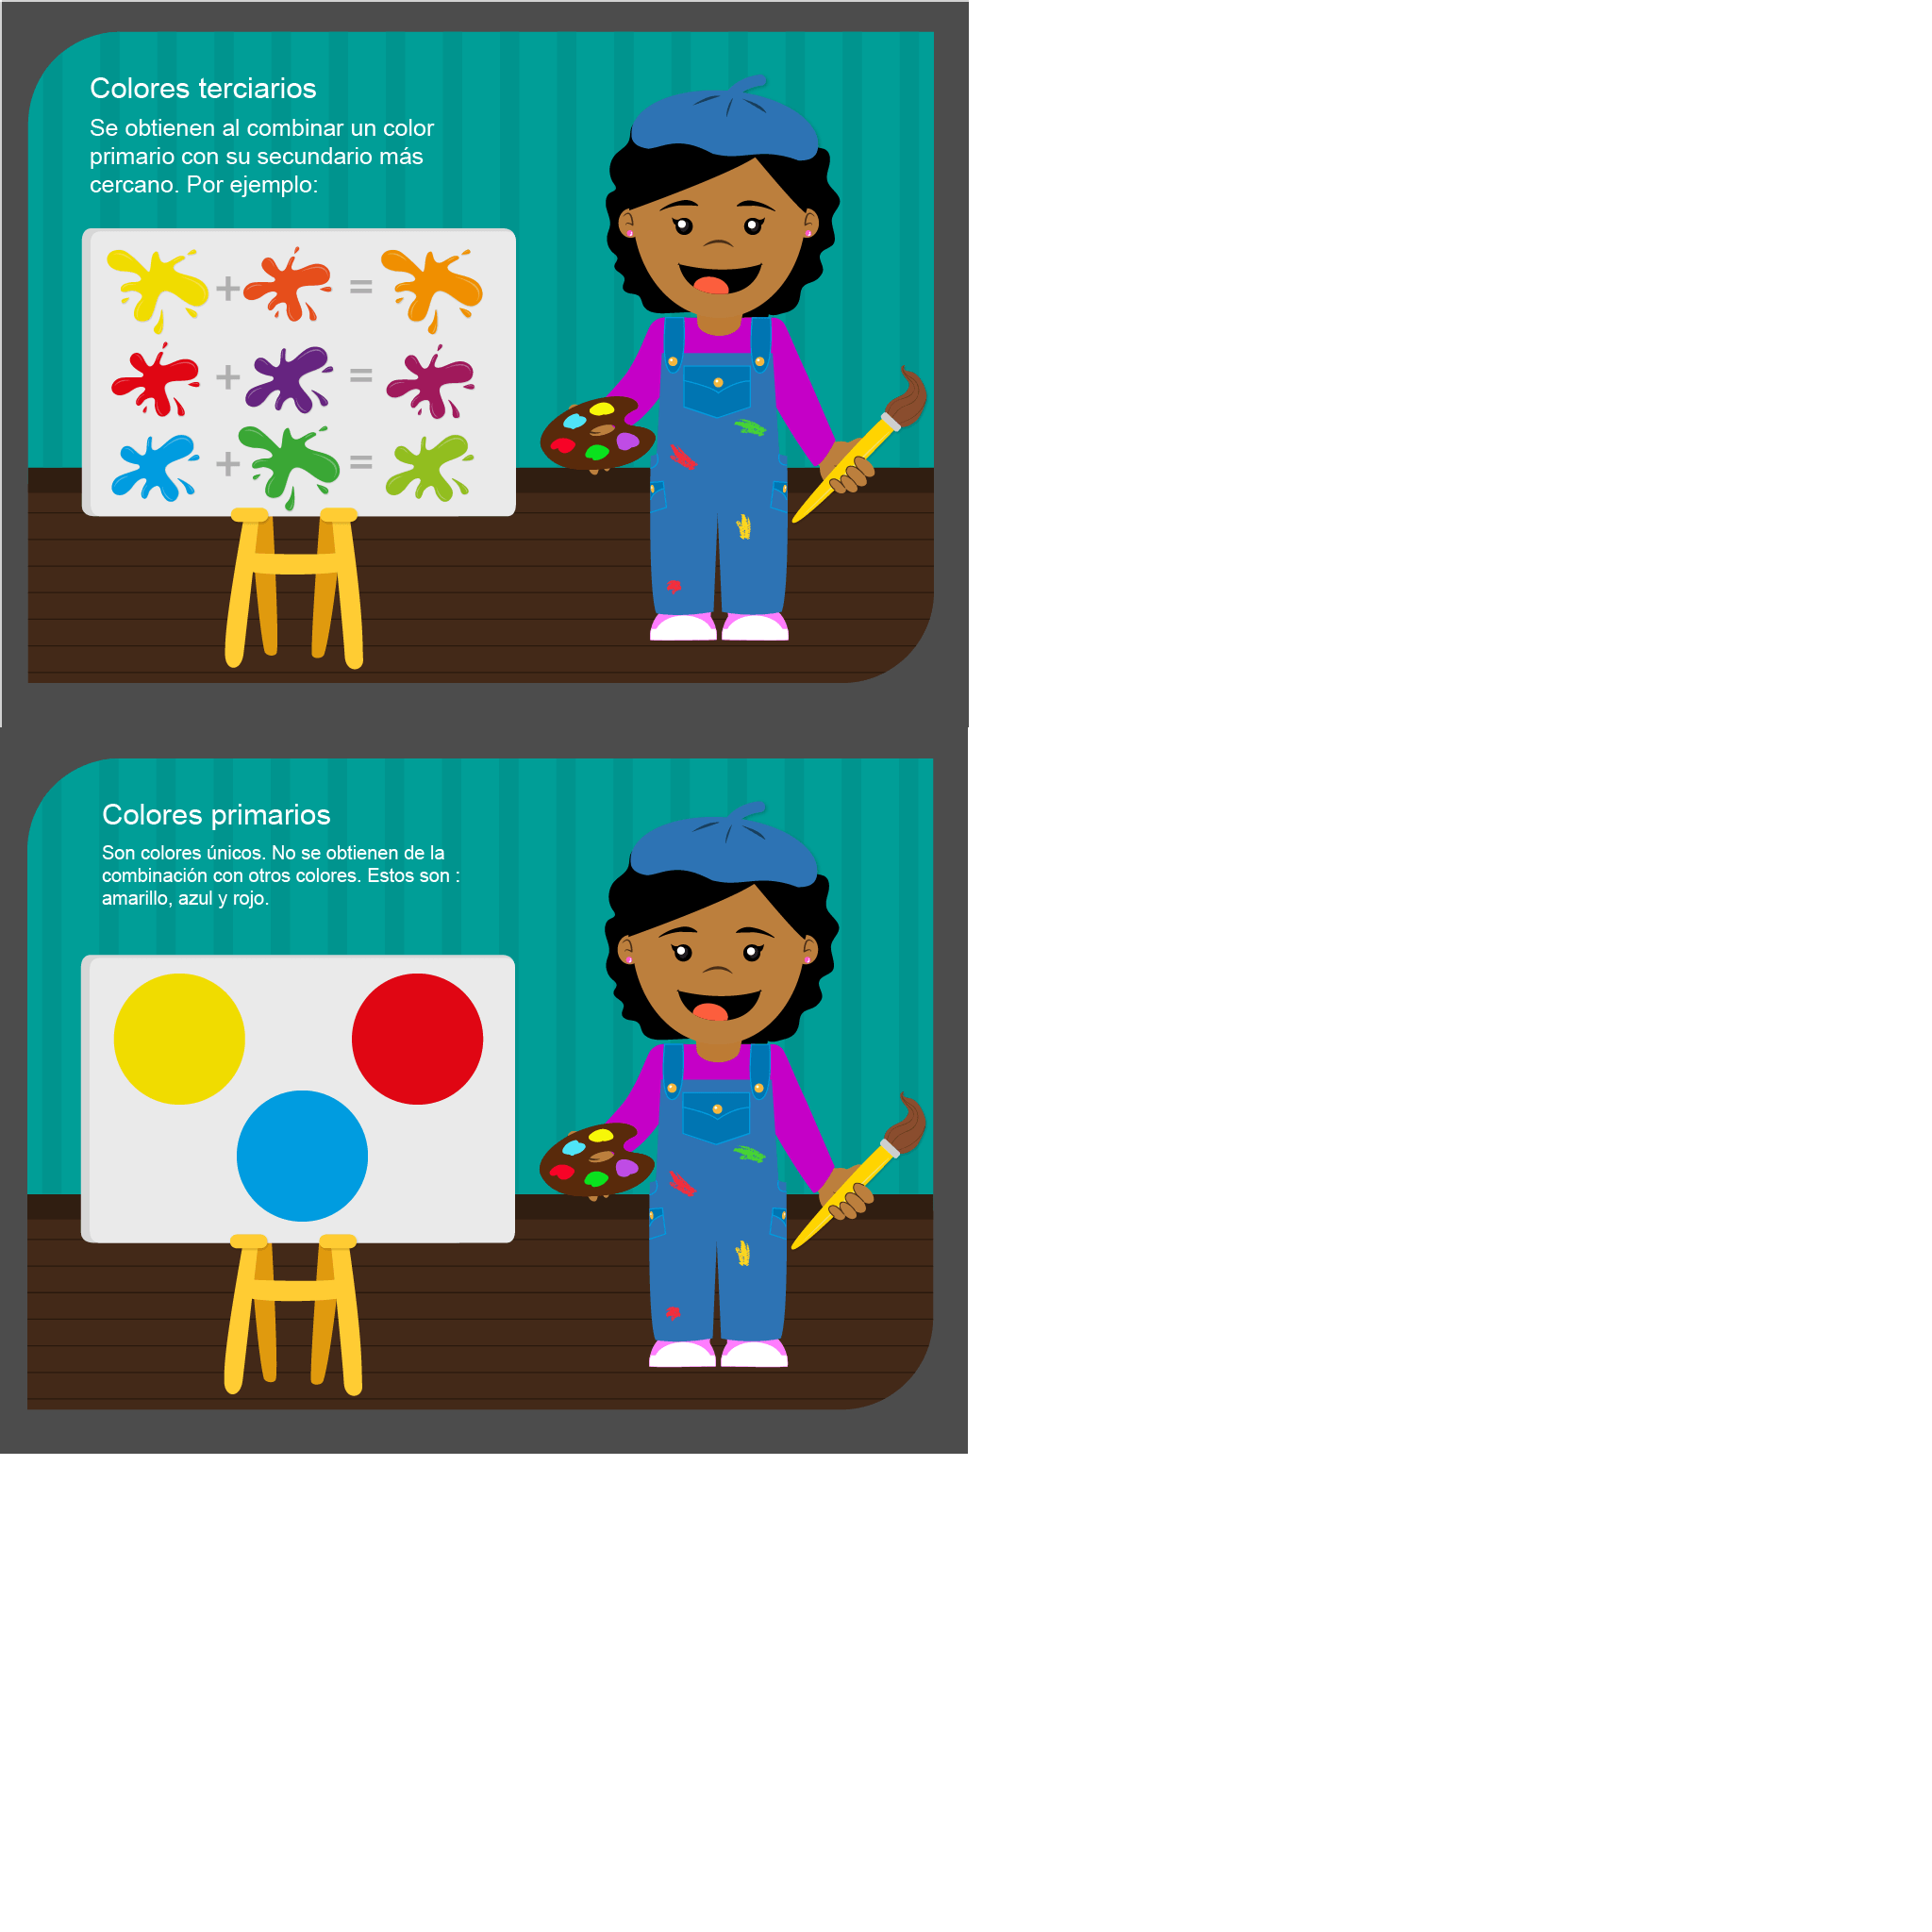 Colores terciarios
Se obtienen al combinar un color
primario con su secundario más
cercano. Por ejemplo:
+ =
+ =
+ =
Colores primarios
Son colores únicos. No se obtienen de la
combinación con otros colores. Estos son :
amarillo, azul y rojo.